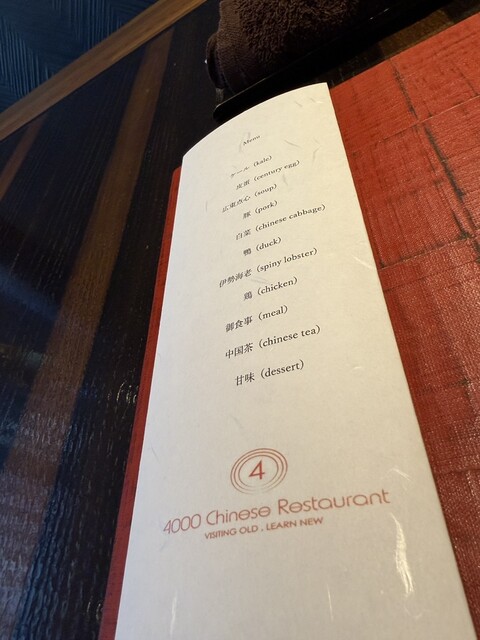 Menu
ケール (kale)
皮蛋 (century egg)
広東点心 (soup)
豚 (pork)
白菜 (chinese cabbage)
鴨 (duck)
伊勢海老 (spiny lobster)
鶏 (chicken)
御食事 (meal)
中国茶 (chinese tea)
甘味 (dessert)
4
4000 Chinese Restaurant
VISITING OLD , LEARN NEW